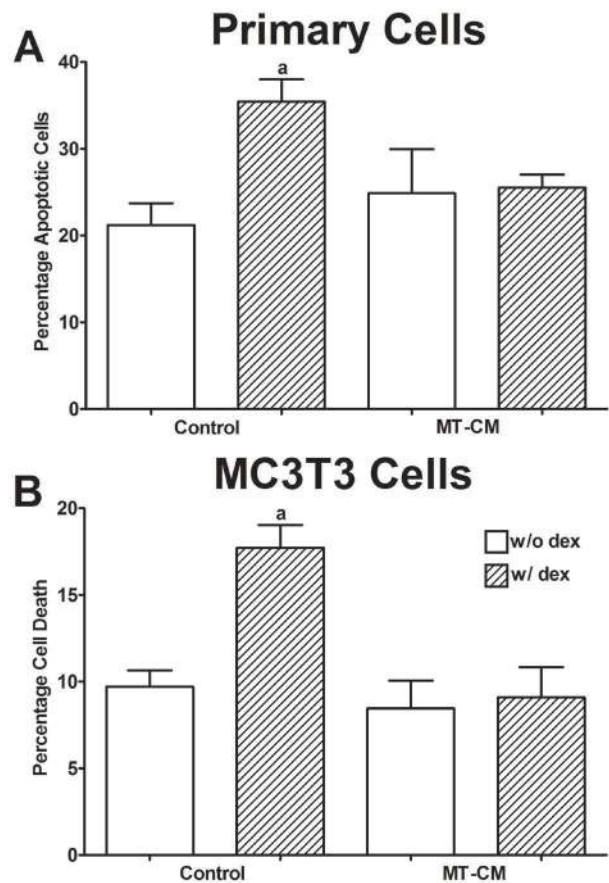 Primary Cells
A
Percentage Apoptotic Cells
40
30
20
10
0
a
Control
MT-CM
MC3T3 Cells
B
Percentage Cell Death
20
15
10
5
0
a
w/o dex
w/ dex
Control
MT-CM